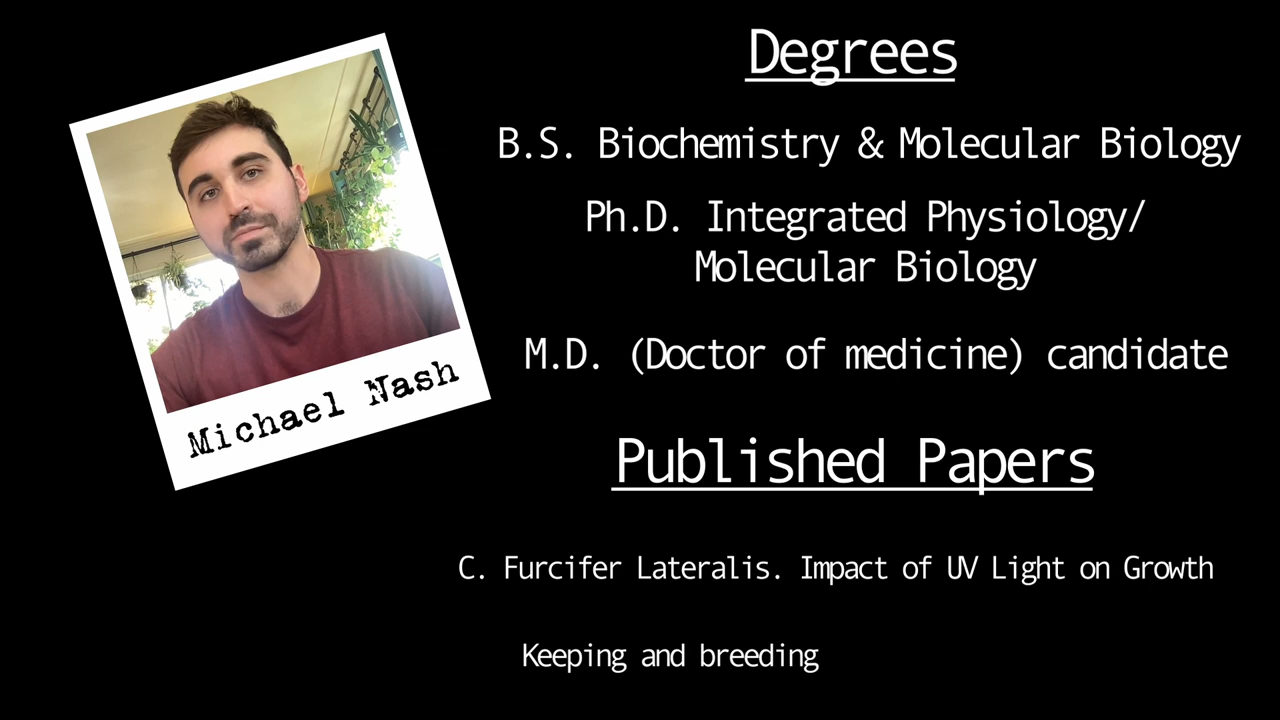 Degrees
B.S. Biochemistry & Molecular Biology
Ph.D. Integrated Physiology/
Molecular Biology
M.D. (Doctor of medicine) candidate
Michael Nash
Published Papers
C. Furcifer Lateralis. Impact of UV Light on Growth
Keeping and breeding